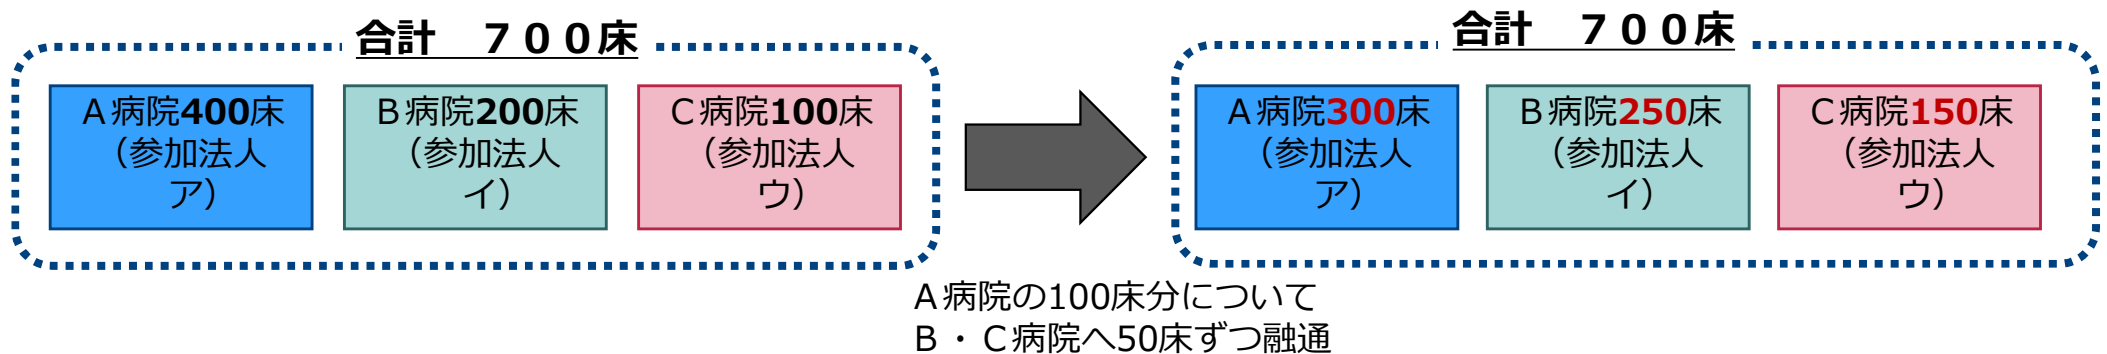 合計　７００床
Ａ病院400床
（参加法人
ア）
Ｂ病院200床
（参加法人
イ）
Ｃ病院100床
（参加法人
ウ）
合計　７００床
Ａ病院300床
（参加法人
ア）
Ｂ病院250床
（参加法人
イ）
Ｃ病院150床
（参加法人
ウ）
Ａ病院の100床分について
Ｂ・Ｃ病院へ50床ずつ融通